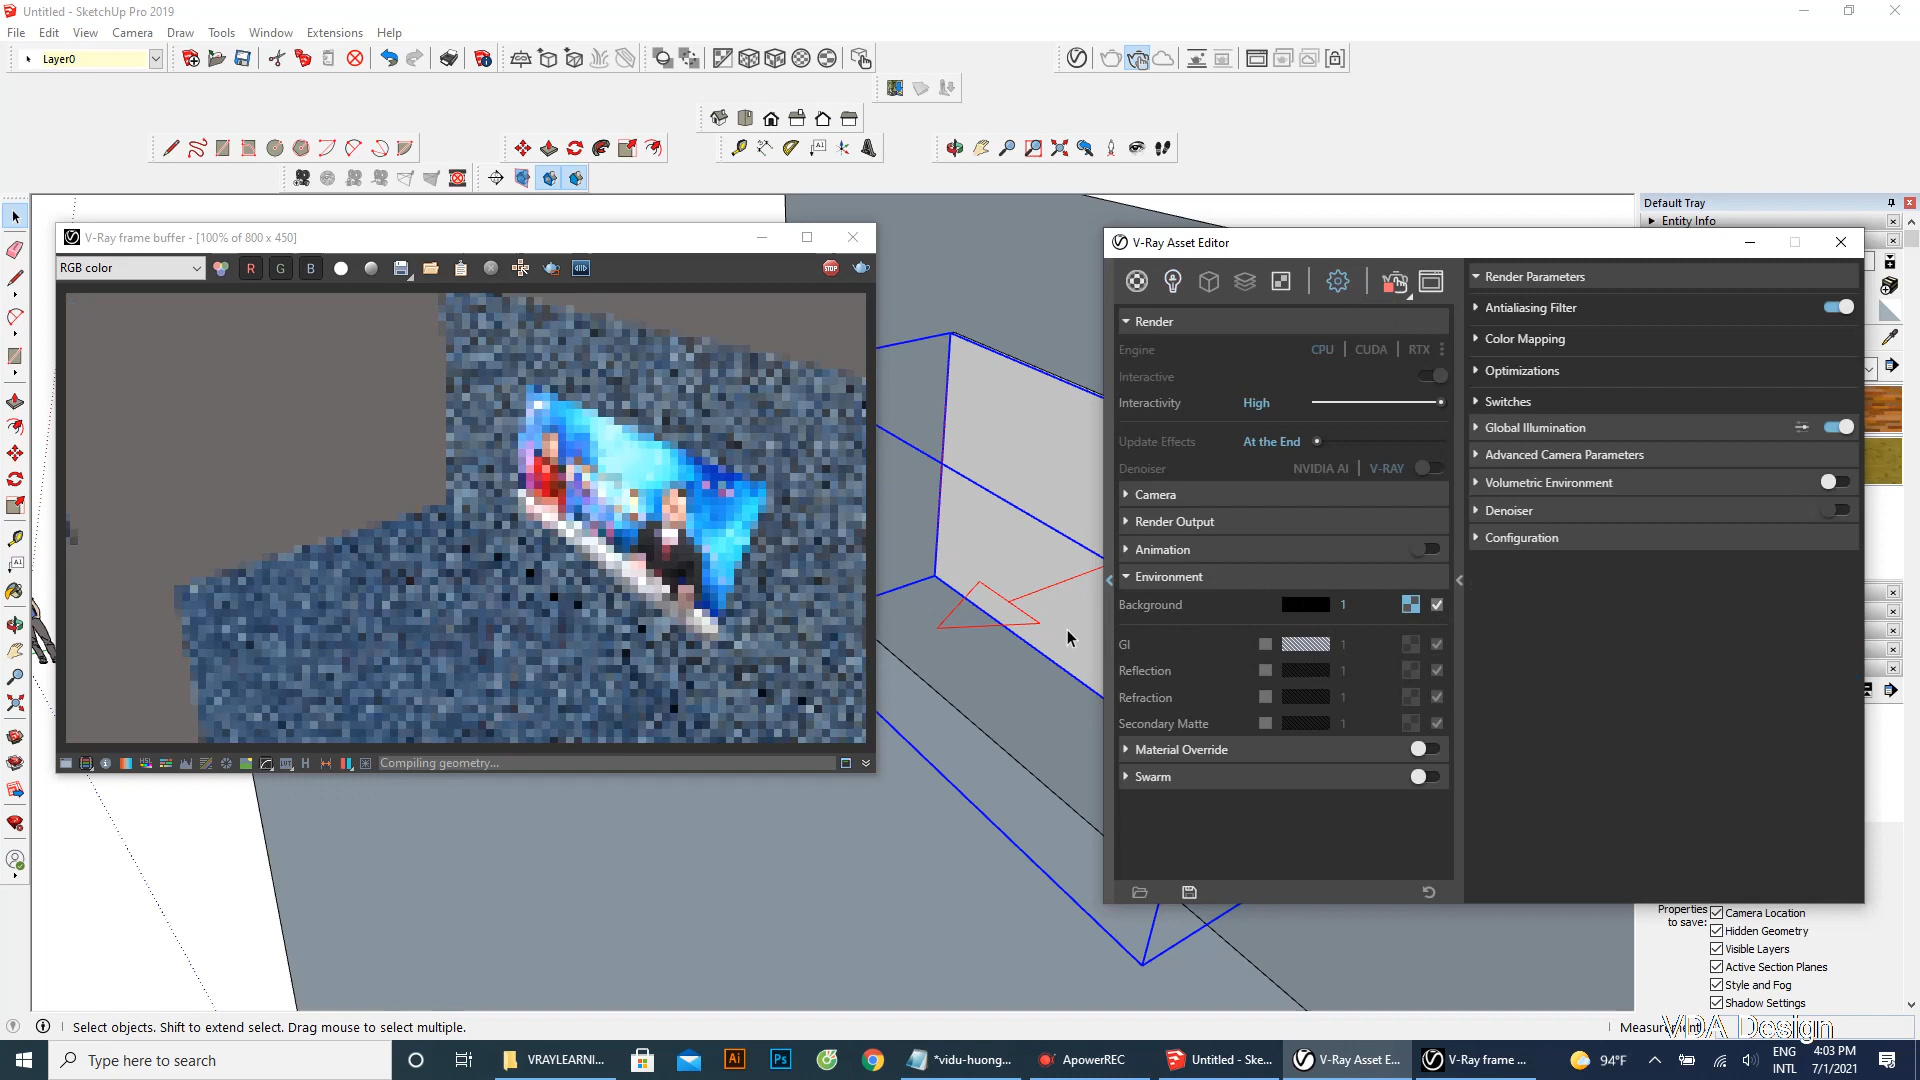 Untitled - SketchUp Pro 2019
File Edit View Camera Draw Tools Window Extensions Help
Layer0
Default Tray
Entity Info
V-Ray frame buffer - [100% of 800 x 450]
RGB color
R G B
STOP
HSL
LUT
H
Compiling geometry...
V-Ray Asset Editor
Render
Engine CPU CUDA RTX
Interactive
Interactivity High
Update Effects At the End
Denoiser NVIDIA AI V-RAY
Camera
Render Output
Animation
Environment
Background 1
GI 1
Reflection 1
Refraction 1
Secondary Matte 1
Material Override
Swarm
Render Parameters
Antialiasing Filter
Color Mapping
Optimizations
Switches
Global Illumination
Advanced Camera Parameters
Volumetric Environment
Denoiser
Configuration
Properties to save:
Camera Location
Hidden Geometry
Visible Layers
Active Section Planes
Style and Fog
Shadow Settings
Select objects. Shift to extend select. Drag mouse to select multiple.
Measurement
VDA Design
Type here to search
VRAYLEARNI...
Ai
Ps
*vidu-huong...
ApowerREC
Untitled - Ske...
V-Ray Asset E...
V-Ray frame ...
94°F
ENG
INTL
4:03 PM
7/1/2021